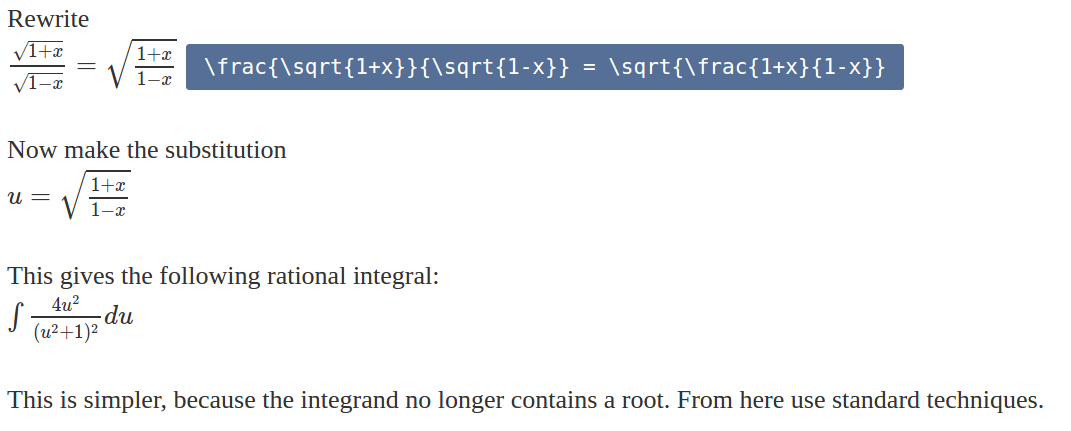 Rewrite
\frac{\sqrt{1+x}}{\sqrt{1-x}} = \sqrt{\frac{1+x}{1-x}} \frac{\sqrt{1+x}}{\sqrt{1-x}} = \sqrt{\frac{1+x}{1-x}}
Now make the substitution
u = \sqrt{\frac{1+x}{1-x}}
This gives the following rational integral:
\int \frac{4u^2}{(u^2+1)^2} du
This is simpler, because the integrand no longer contains a root. From here use standard techniques.